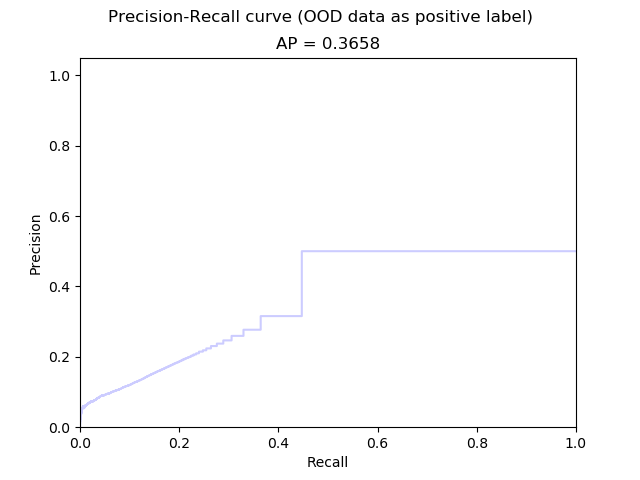 Precision-Recall curve (OOD data as positive label)
AP = 0.3658
1.0
0.8
0.6
0.4
0.2
0.0
Precision
0.0 0.2 0.4 0.6 0.8 1.0
Recall